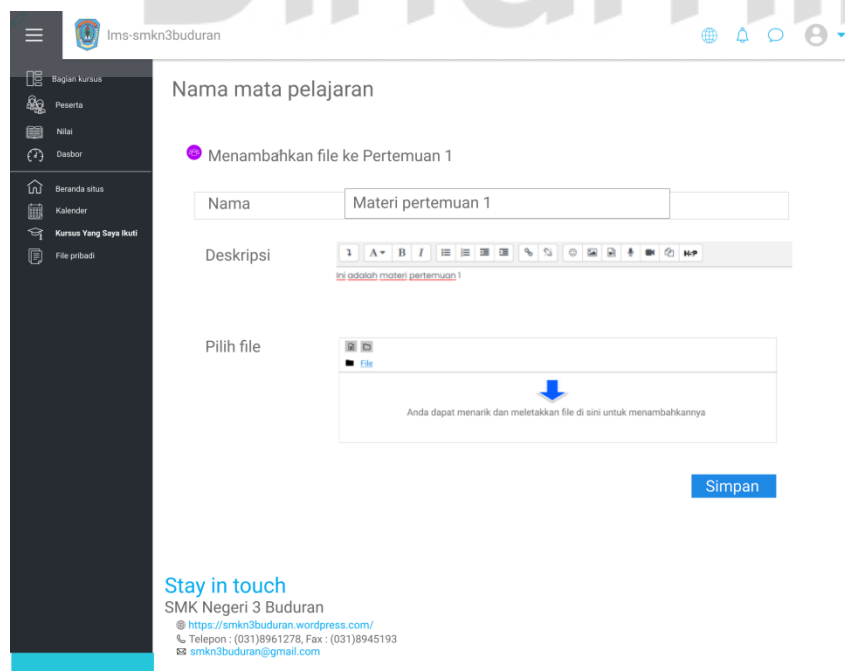 lms-smkn3buduran
Bagian kursus
Peserta
Nilai
Dasbor
Beranda situs
Kalender
Kursus Yang Saya Ikuti
File pribadi
Nama mata pelajaran
Menambahkan file ke Pertemuan 1
Nama
Materi pertemuan 1
Deskripsi
A B I H-P
Ini adalah materi pertemuan 1
Pilih file
File
Anda dapat menarik dan meletakkan file di sini untuk menambahkannya
Simpan
Stay in touch
SMK Negeri 3 Buduran
https://smkn3buduran.wordpress.com/
Telepon : (031)8961278, Fax : (031)8945193
smkn3buduran@gmail.com